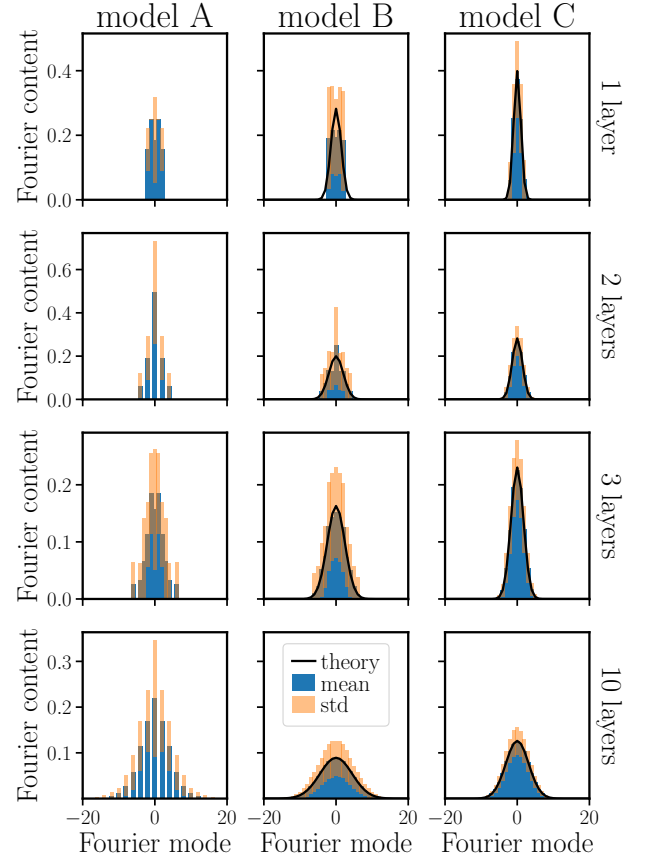 model A model B model C
Fourier content
0.4
0.2
0.0
1 layer
Fourier content
0.6
0.4
0.2
0.0
2 layers
Fourier content
0.2
0.1
0.0
3 layers
Fourier content
0.3
0.2
0.1
theory
mean
std
10 layers
−20 0 20 0 0 20
Fourier mode Fourier mode Fourier mode